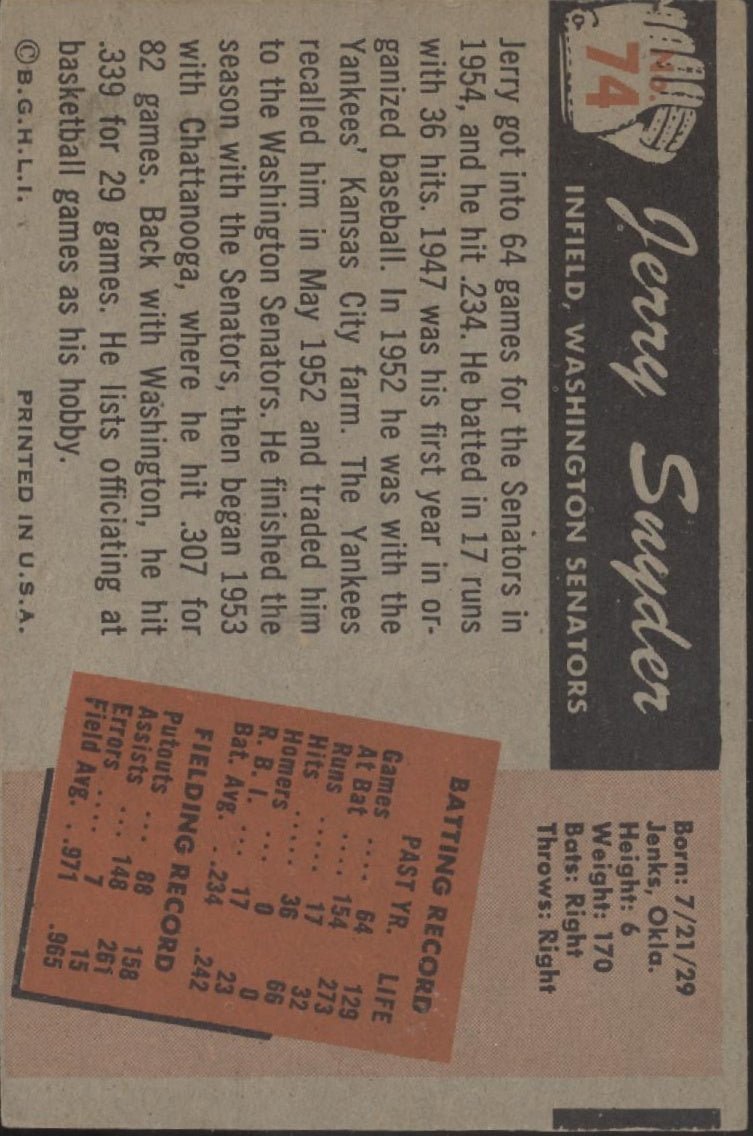 No.
74
Jerry Snyder
INFIELD, WASHINGTON SENATORS
Born: 7/21/29
Jenks, Okla.
Height: 6
Weight: 170
Bats: Right
Throws: Right
Jerry got into 64 games for the Senators in
1954, and he hit .234. He batted in 17 runs
with 36 hits. 1947 was his first year in or-
ganized baseball. In 1952 he was with the
Yankees' Kansas City farm. The Yankees
recalled him in May 1952 and traded him
to the Washington Senators. He finished the
season with the Senators, then began 1953
with Chattanooga, where he hit .307 for
82 games. Back with Washington, he hit
.339 for 29 games. He lists officiating at
basketball games as his hobby.
©B.G.H.L.I. PRINTED IN U.S.A.
BATTING RECORD
PAST YR. LIFE
Games .... 64 129
At Bat .... 154 273
Runs ..... 17 32
Hits ..... 36 66
Homers ... 0 0
R. B. I. ... 17 23
Bat. Avg. ..234 .242
FIELDING RECORD
Putouts ... 88 158
Assists ... 148 261
Errors .... 7 15
Field Avg. ..971 .965